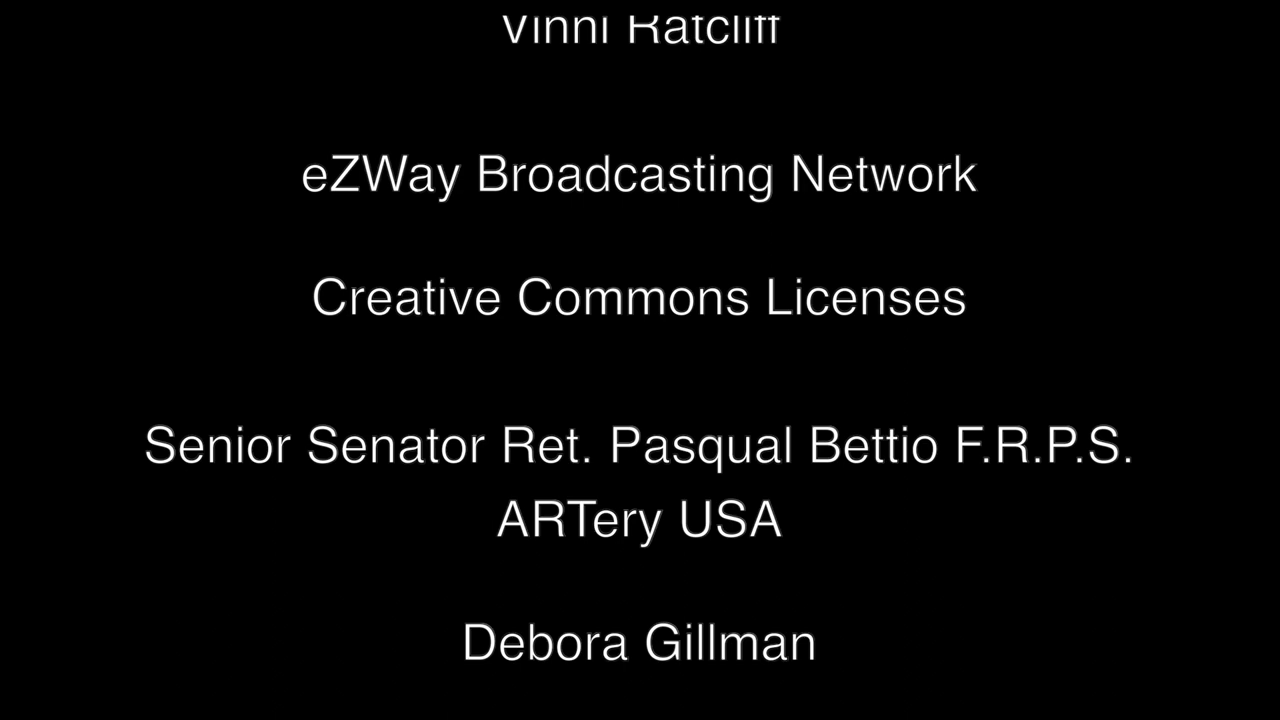 Vinni Ratcliff
eZWay Broadcasting Network
Creative Commons Licenses
Senior Senator Ret. Pasqual Bettio F.R.P.S.
ARTery USA
Debora Gillman